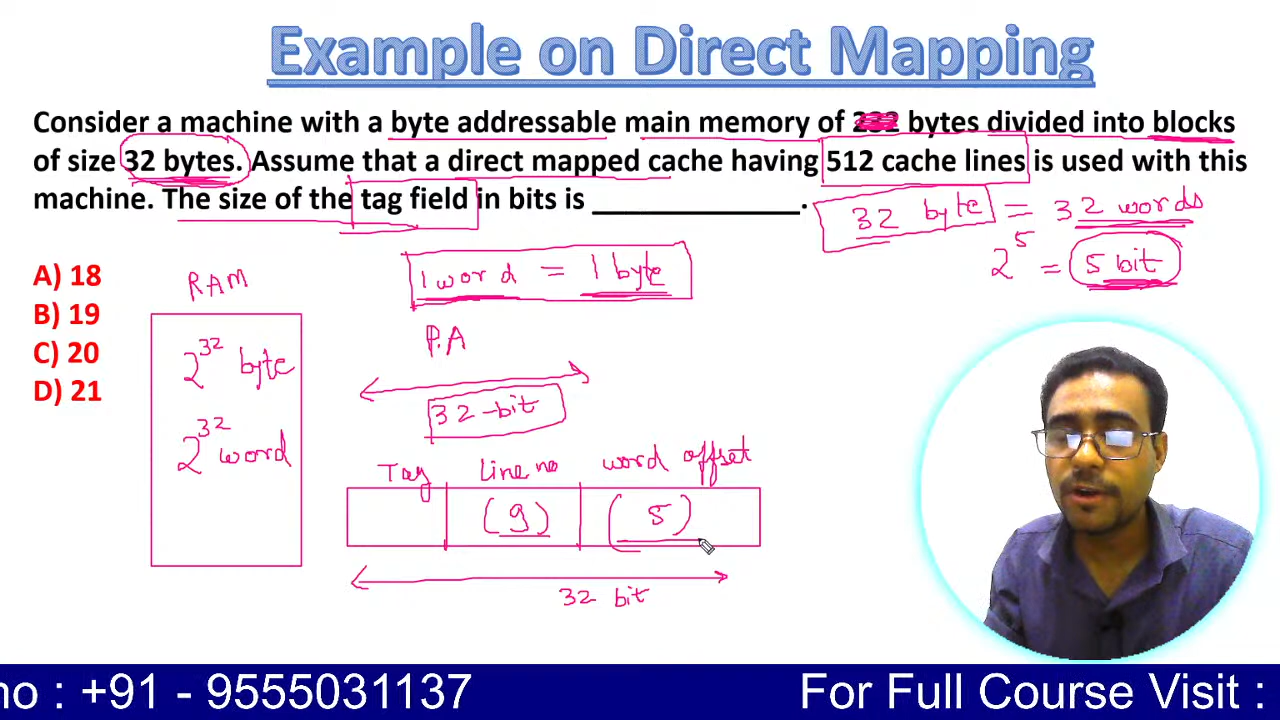 Example on Direct Mapping
Consider a machine with a byte addressable main memory of bytes divided into blocks
of size 32 bytes. Assume that a direct mapped cache having 512 cache lines is used with this
machine. The size of the tag field in bits is _____________.
32 byte = 32 words
2^5 = 5 bit
A) 18
B) 19
C) 20
D) 21
RAM
2^32 byte
2^32 word
1 word = 1 byte
P.A
32-bit
Tag Line no word offset
(9) (5)
32 bit
no : +91 - 9555031137 For Full Course Visit :